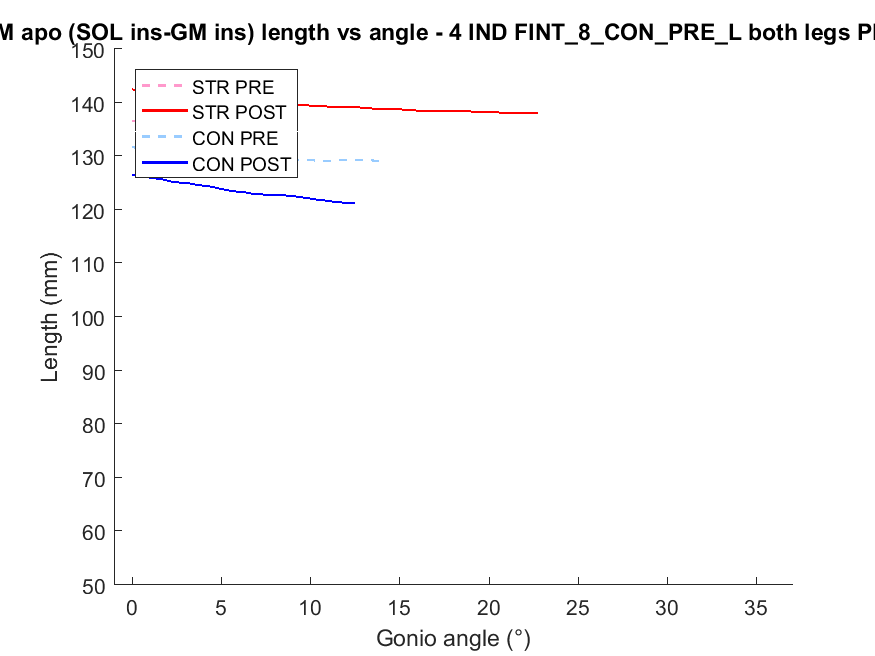 M apo (SOL ins-GM ins) length vs angle - 4 IND FINT_8_CON_PRE_L both legs
150
140
130
120
110
100
90
80
70
60
50
Length (mm)
STR PRE
STR POST
CON PRE
CON POST
0 5 10 15 20 25 30 35
Gonio angle (°)